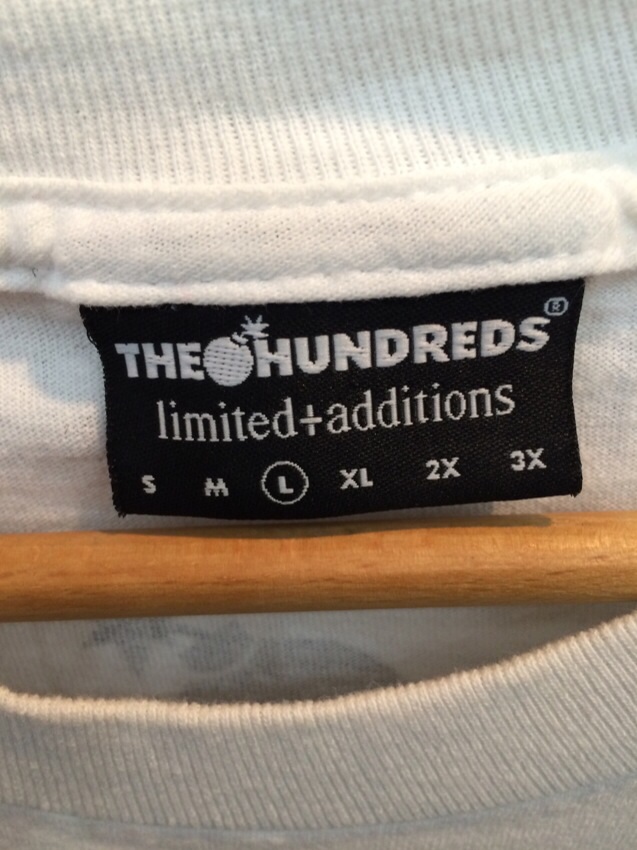 THE HUNDREDS®
limited+additions
S M L XL 2X 3X